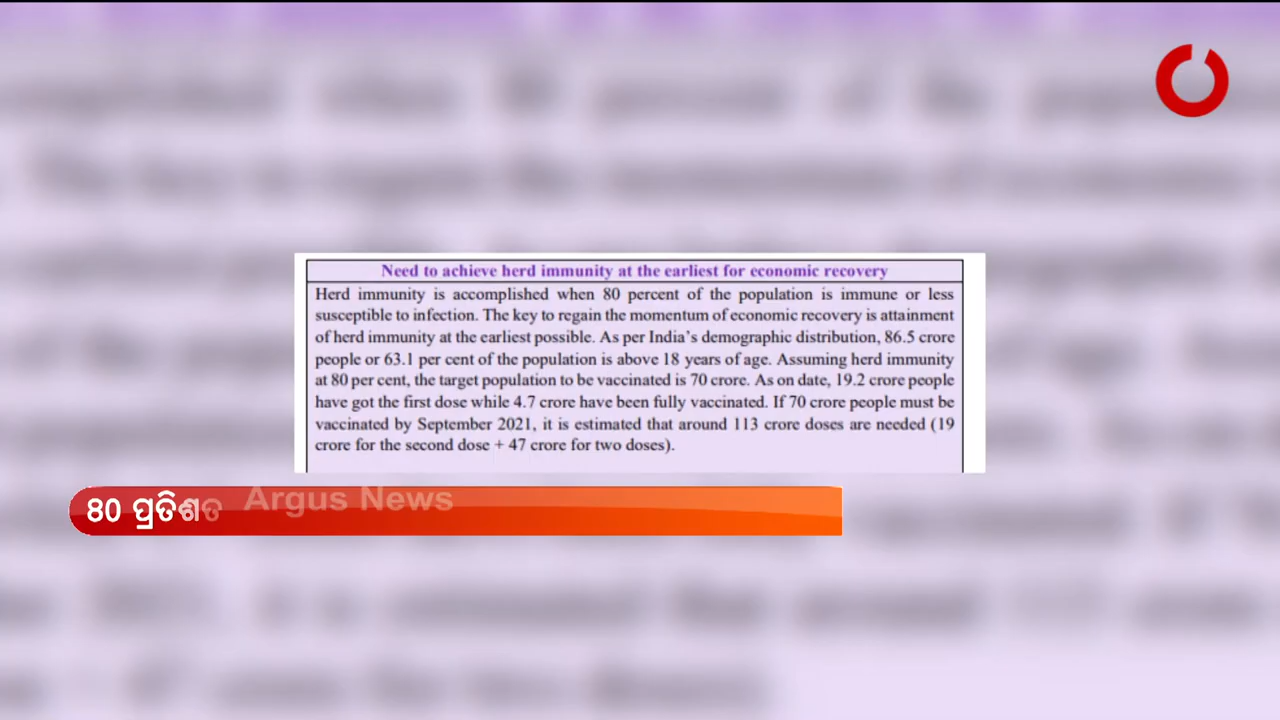 Need to achieve herd immunity at the earliest for economic recovery
Herd immunity is accomplished when 80 percent of the population is immune or less
susceptible to infection. The key to regain the momentum of economic recovery is attainment
of herd immunity at the earliest possible. As per India's demographic distribution, 86.5 crore
people or 63.1 per cent of the population is above 18 years of age. Assuming herd immunity
at 80 per cent, the target population to be vaccinated is 70 crore. As on date, 19.2 crore people
have got the first dose while 4.7 crore have been fully vaccinated. If 70 crore people must be
vaccinated by September 2021, it is estimated that around 113 crore doses are needed (19
crore for the second dose + 47 crore for two doses).
Argus News
80 ପ୍ରତିଶତ